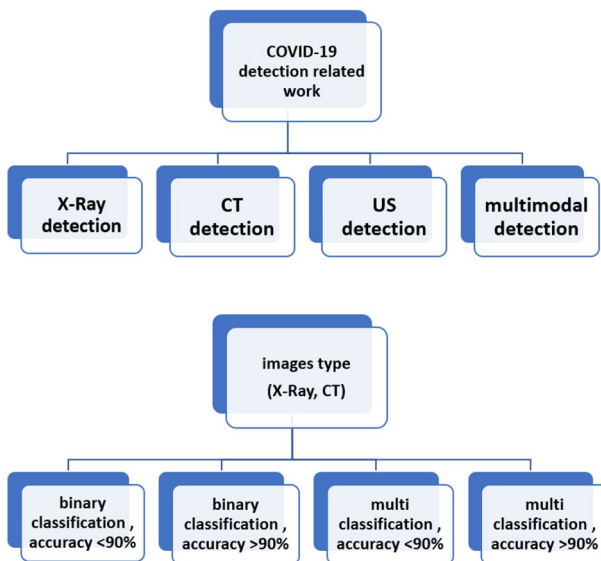 COVID-19
detection related
work
X-Ray
detection
CT
detection
US
detection
multimodal
detection
images type
(X-Ray, CT)
binary
classification ,
accuracy <90%
binary
classification ,
accuracy >90%
multi
classification ,
accuracy <90%
multi
classification ,
accuracy >90%